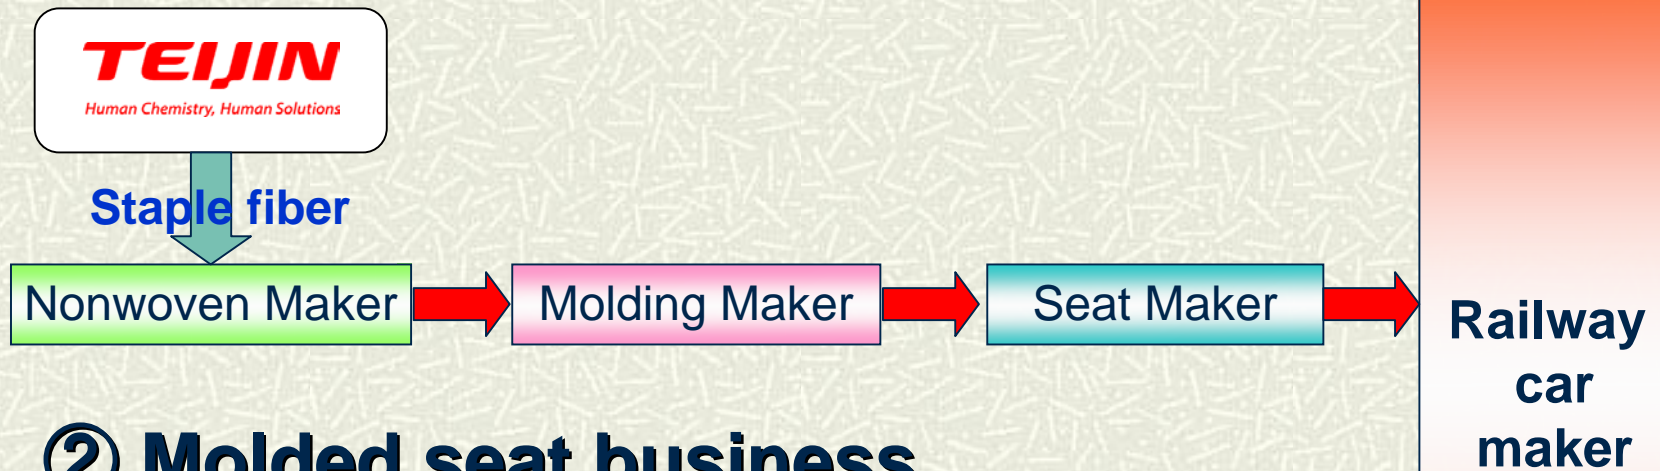 TEIJIN
Human Chemistry, Human Solutions
Staple fiber
Nonwoven Maker
Molding Maker
Seat Maker
Railway
car
maker
② Molded seat business